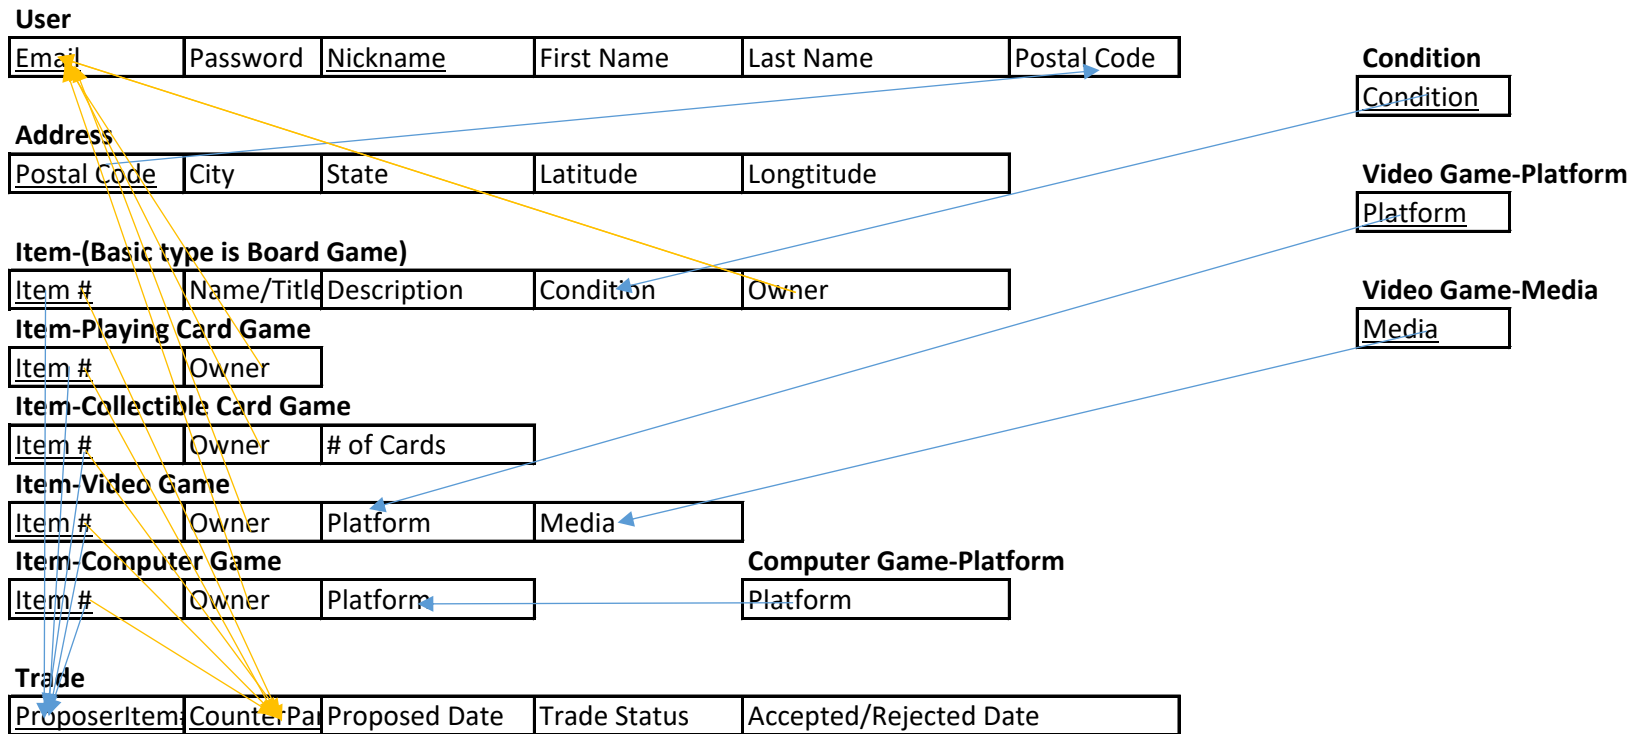 User
Email Password Nickname First Name Last Name Postal Code
Condition
Condition
Address
Postal Code City State Latitude Longtitude
Video Game-Platform
Platform
Item-(Basic type is Board Game)
Item # Name/Title Description Condition Owner
Video Game-Media
Media
Item-Playing Card Game
Item # Owner
Item-Collectible Card Game
Item # Owner # of Cards
Item-Video Game
Item # Owner Platform Media
Item-Computer Game
Item # Owner Platform
Computer Game-Platform
Platform
Trade
ProposerItem# CounterPar Proposed Date Trade Status Accepted/Rejected Date